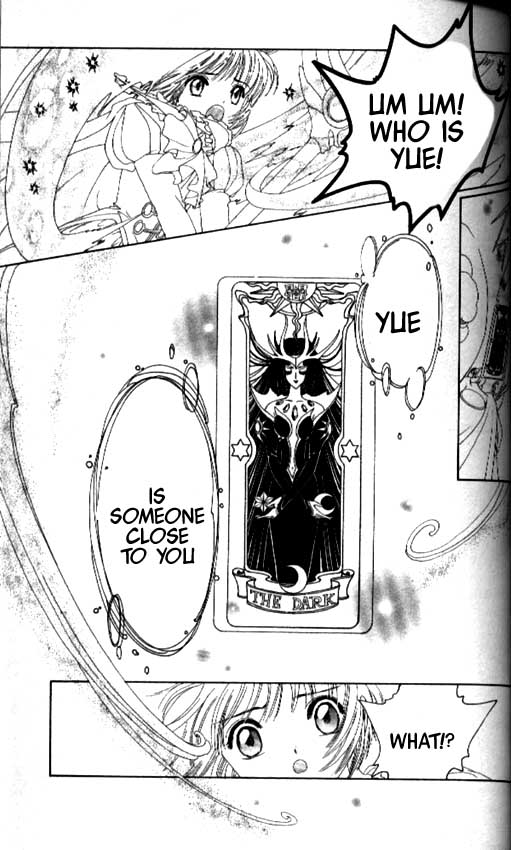 UM UM!
WHO IS
YUE!
YUE
IS
SOMEONE
CLOSE
TO YOU
THE DARK
WHAT!?